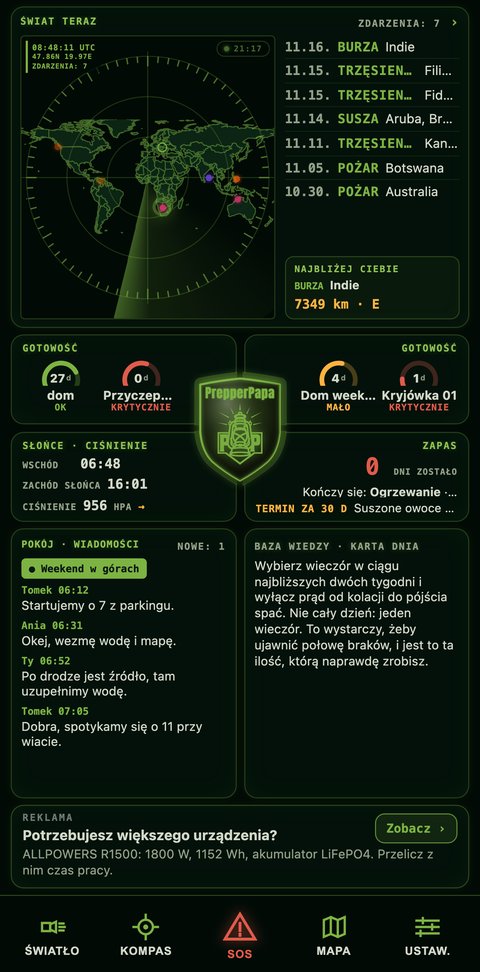 ŚWIAT TERAZ
ZDARZENIA: 7 ›
08:48:11 UTC
47.86N 19.97E
ZDARZENIA: 7
21:17
11.16. BURZA Indie
11.15. TRZĘSIEN… Fili…
11.15. TRZĘSIEN… Fid…
11.14. SUSZA Aruba, Br…
11.11. TRZĘSIEN… Kan…
11.05. POŻAR Botswana
10.30. POŻAR Australia
NAJBLIŻEJ CIEBIE
BURZA Indie
7349 km · E
GOTOWOŚĆ
27d
dom
OK
0d
Przyczep…
KRYTYCZNIE
GOTOWOŚĆ
4d
Dom week…
MAŁO
1d
Kryjówka 01
KRYTYCZNIE
PrepperPapa
PP
SŁOŃCE · CIŚNIENIE
WSCHÓD 06:48
ZACHÓD SŁOŃCA 16:01
CIŚNIENIE 956 HPA →
ZAPAS
0 DNI ZOSTAŁO
Kończy się: Ogrzewanie ·…
TERMIN ZA 30 D Suszone owoce …
POKÓJ · WIADOMOŚCI
NOWE: 1
● Weekend w górach
Tomek 06:12
Startujemy o 7 z parkingu.
Ania 06:31
Okej, wezmę wodę i mapę.
Ty 06:52
Po drodze jest źródło, tam
uzupełnimy wodę.
Tomek 07:05
Dobra, spotykamy się o 11 przy
wiacie.
BAZA WIEDZY · KARTA DNIA
Wybierz wieczór w ciągu
najbliższych dwóch tygodni i
wyłącz prąd od kolacji do pójścia
spać. Nie cały dzień: jeden
wieczór. To wystarczy, żeby
ujawnić połowę braków, i jest to ta
ilość, którą naprawdę zrobisz.
REKLAMA
Potrzebujesz większego urządzenia?
ALLPOWERS R1500: 1800 W, 1152 Wh, akumulator LiFePO4. Przelicz z
nim czas pracy.
Zobacz ›
ŚWIATŁO
KOMPAS
SOS
MAPA
USTAW.